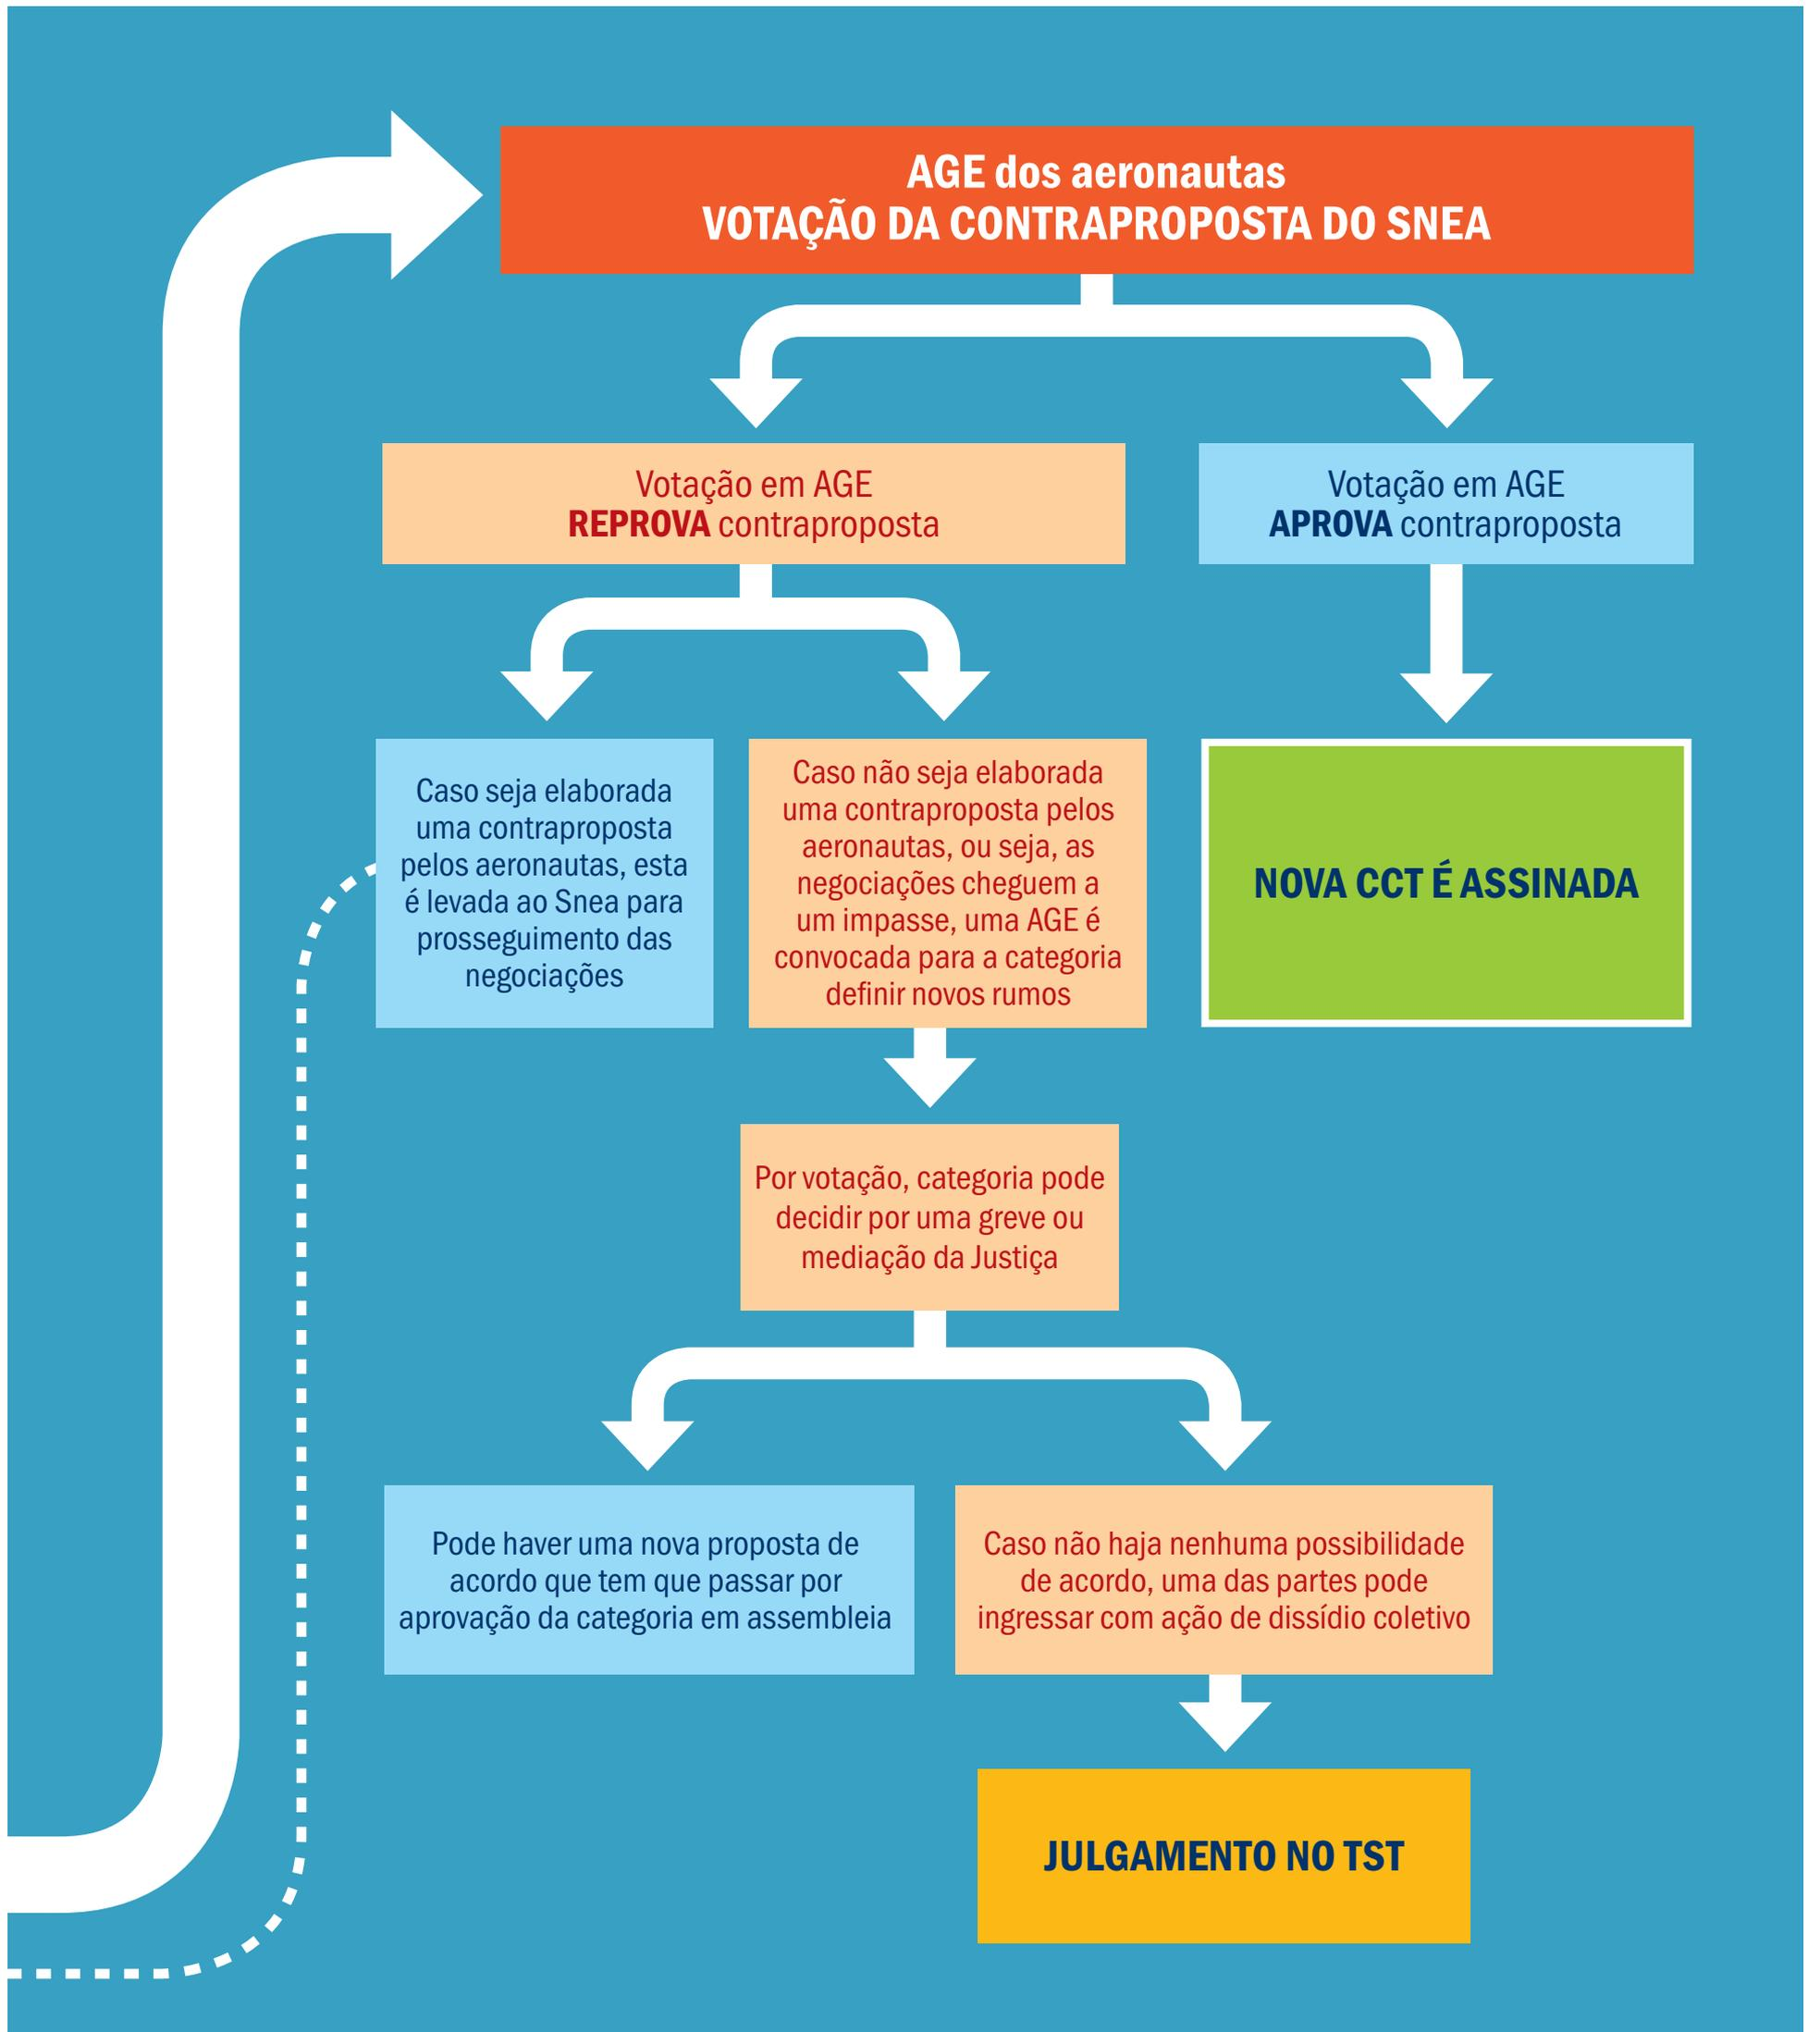 AGE dos aeronautas
VOTAÇÃO DA CONTRAPROPOSTA DO SNEA
Votação em AGE
REPROVA contraproposta
Votação em AGE
APROVA contraproposta
Caso seja elaborada
uma contraproposta
pelos aeronautas, esta
é levada ao Snea para
prosseguimento das
negociações
Caso não seja elaborada
uma contraproposta pelos
aeronautas, ou seja, as
negociações cheguem a
um impasse, uma AGE é
convocada para a categoria
definir novos rumos
NOVA CCT É ASSINADA
Por votação, categoria pode
decidir por uma greve ou
mediação da Justiça
Pode haver uma nova proposta de
acordo que tem que passar por
aprovação da categoria em assembleia
Caso não haja nenhuma possibilidade
de acordo, uma das partes pode
ingressar com ação de dissídio coletivo
JULGAMENTO NO TST